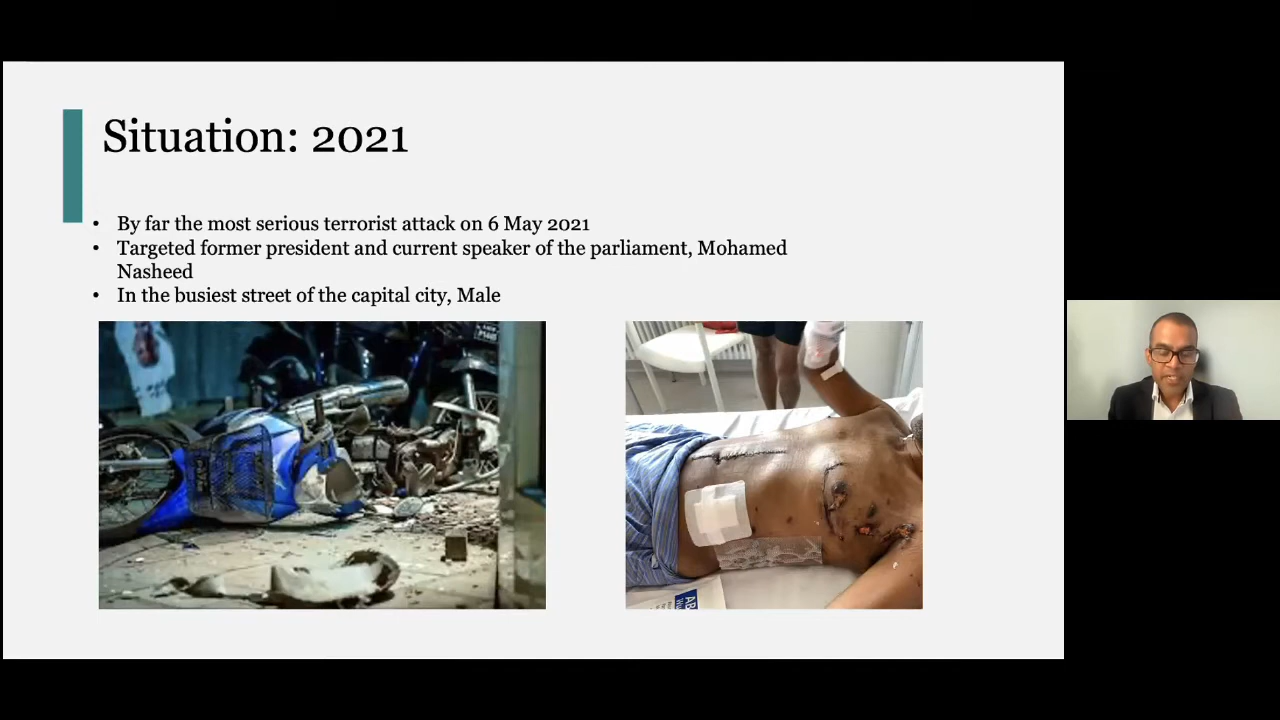 Situation: 2021
• By far the most serious terrorist attack on 6 May 2021
• Targeted former president and current speaker of the parliament, Mohamed
Nasheed
• In the busiest street of the capital city, Male